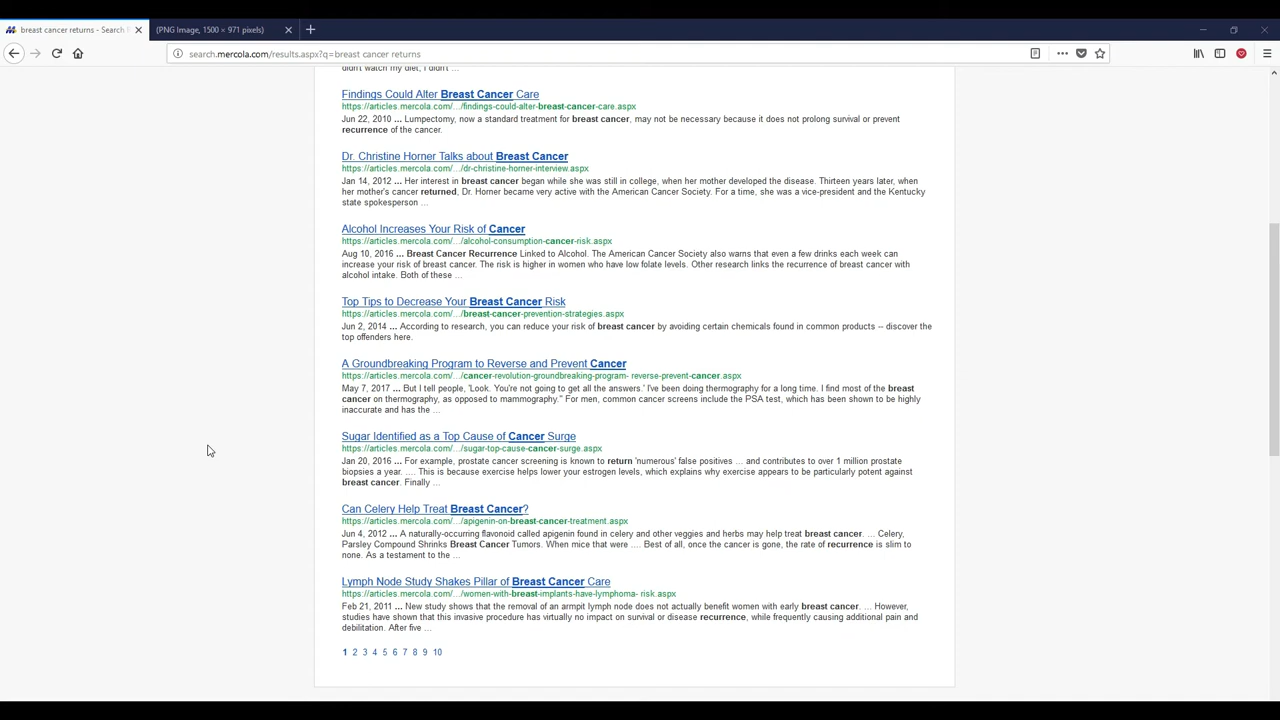 breast cancer returns - Search
(PNG Image, 1500 × 971 pixels)
search.mercola.com/results.aspx?q=breast cancer returns
didn't watch my diet, I didn't ...
Findings Could Alter Breast Cancer Care
https://articles.mercola.com/.../findings-could-alter-breast-cancer-care.aspx
Jun 22, 2010 ... Lumpectomy, now a standard treatment for breast cancer, may not be necessary because it does not prolong survival or prevent
recurrence of the cancer.
Dr. Christine Horner Talks about Breast Cancer
https://articles.mercola.com/.../dr-christine-horner-interview.aspx
Jan 14, 2012 ... Her interest in breast cancer began while she was still in college, when her mother developed the disease. Thirteen years later, when
her mother's cancer returned, Dr. Horner became very active with the American Cancer Society. For a time, she was a vice-president and the Kentucky
state spokesperson ...
Alcohol Increases Your Risk of Cancer
https://articles.mercola.com/.../alcohol-consumption-cancer-risk.aspx
Aug 10, 2016 ... Breast Cancer Recurrence Linked to Alcohol. The American Cancer Society also warns that even a few drinks each week can
increase your risk of breast cancer. The risk is higher in women who have low folate levels. Other research links the recurrence of breast cancer with
alcohol intake. Both of these ...
Top Tips to Decrease Your Breast Cancer Risk
https://articles.mercola.com/.../breast-cancer-prevention-strategies.aspx
Jun 2, 2014 ... According to research, you can reduce your risk of breast cancer by avoiding certain chemicals found in common products -- discover the
top offenders here.
A Groundbreaking Program to Reverse and Prevent Cancer
https://articles.mercola.com/.../cancer-revolution-groundbreaking-program- reverse-prevent-cancer.aspx
May 7, 2017 ... But I tell people, 'Look. You're not going to get all the answers.' I've been doing thermography for a long time. I find most of the breast
cancer on thermography, as opposed to mammography." For men, common cancer screens include the PSA test, which has been shown to be highly
inaccurate and has the ...
Sugar Identified as a Top Cause of Cancer Surge
https://articles.mercola.com/.../sugar-top-cause-cancer-surge.aspx
Jan 20, 2016 ... For example, prostate cancer screening is known to return 'numerous' false positives ... and contributes to over 1 million prostate
biopsies a year. .... This is because exercise helps lower your estrogen levels, which explains why exercise appears to be particularly potent against
breast cancer. Finally ...
Can Celery Help Treat Breast Cancer?
https://articles.mercola.com/.../apigenin-on-breast-cancer-treatment.aspx
Jun 4, 2012 ... A naturally-occurring flavonoid called apigenin found in celery and other veggies and herbs may help treat breast cancer. ... Celery,
Parsley Compound Shrinks Breast Cancer Tumors. When mice that were .... Best of all, once the cancer is gone, the rate of recurrence is slim to
none. As a testament to the ...
Lymph Node Study Shakes Pillar of Breast Cancer Care
https://articles.mercola.com/.../women-with-breast-implants-have-lymphoma- risk.aspx
Feb 21, 2011 ... New study shows that the removal of an armpit lymph node does not actually benefit women with early breast cancer. ... However,
studies have shown that this invasive procedure has virtually no impact on survival or disease recurrence, while frequently causing additional pain and
debilitation. After five ...
1 2 3 4 5 6 7 8 9 10